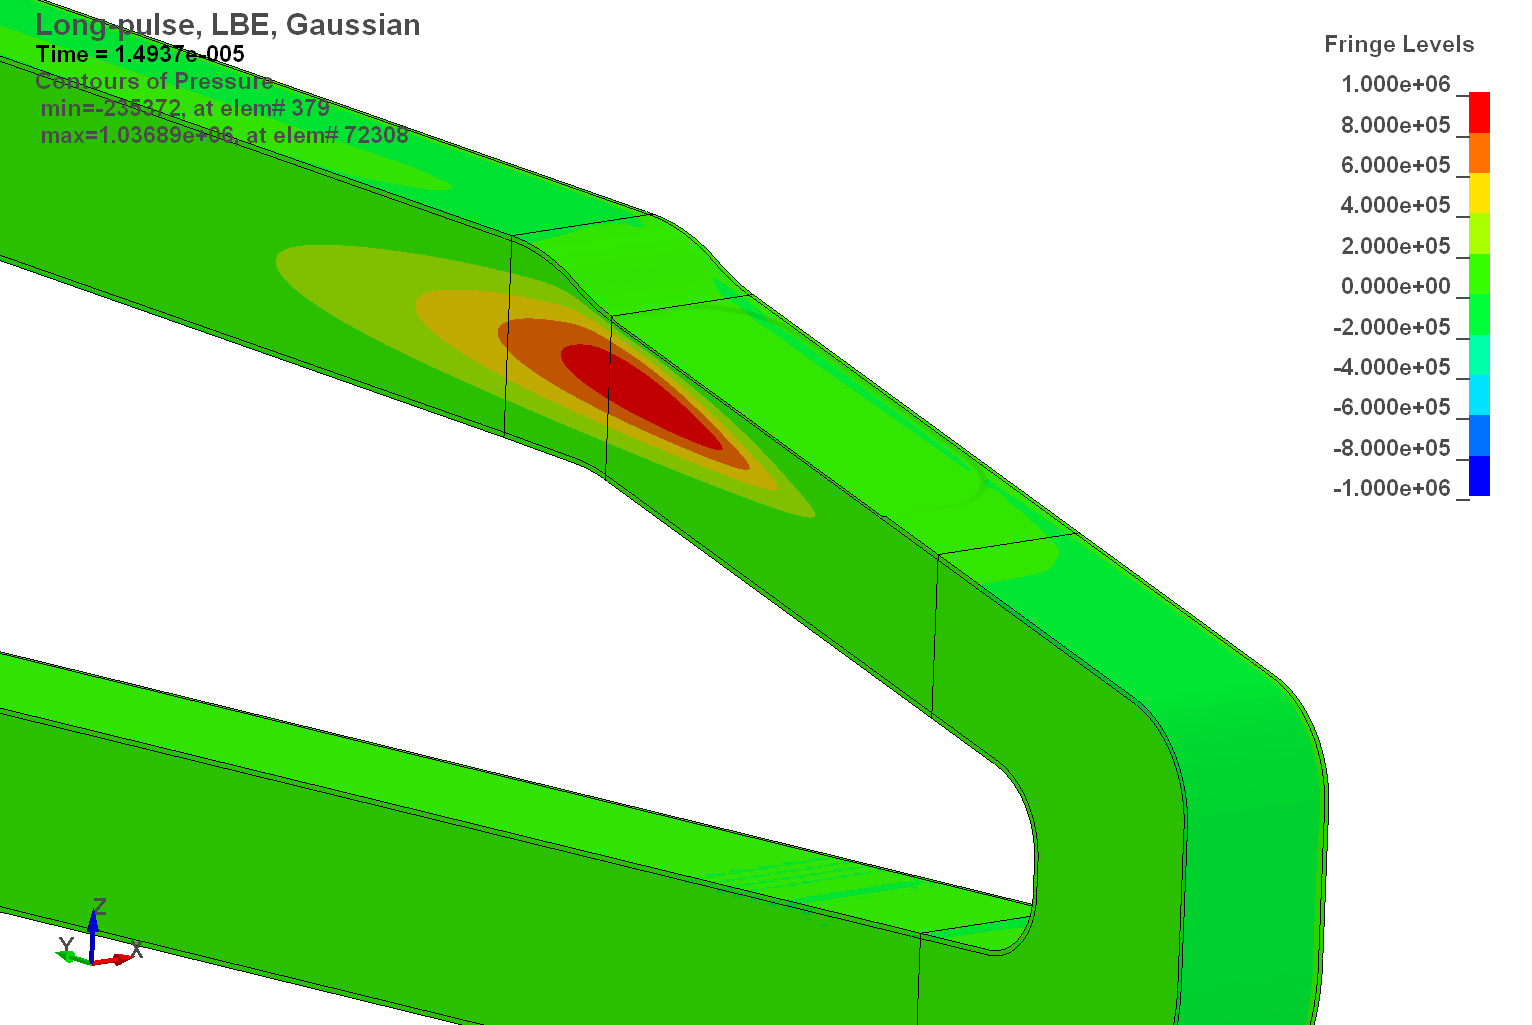 Long-pulse, LBE, Gaussian
Time = 1.4937e-005
Contours of Pressure
min=-235372, at elem# 379
max=1.03689e+06, at elem# 72308
Fringe Levels
1.000e+06
8.000e+05
6.000e+05
4.000e+05
2.000e+05
0.000e+00
-2.000e+05
-4.000e+05
-6.000e+05
-8.000e+05
-1.000e+06
Z
Y
X